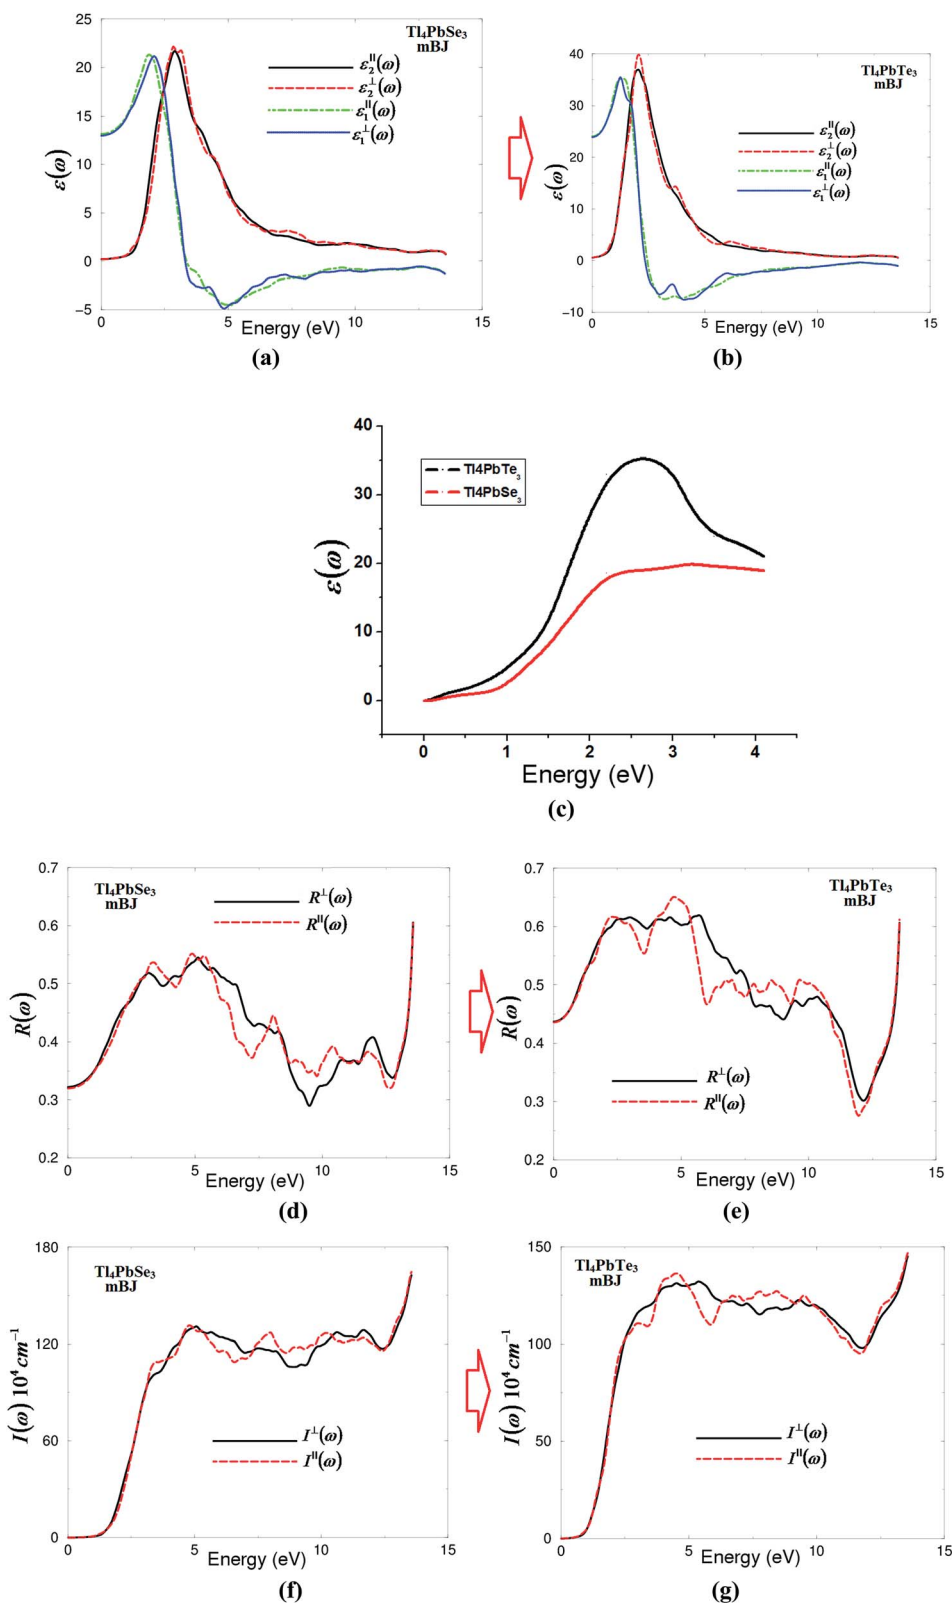 Tl₄PbSe₃
mBJ
ε₂^∥(ω)
ε₂^⊥(ω)
ε₁^∥(ω)
ε₁^⊥(ω)
25
20
15
10
5
0
−5
ε(ω)
0 5 10 15
Energy (eV)
(a)
Tl₄PbTe₃
mBJ
ε₂^∥(ω)
ε₂^⊥(ω)
ε₁^∥(ω)
ε₁^⊥(ω)
40
30
20
10
0
−10
ε(ω)
0 5 10 15
Energy (eV)
(b)
40
30
20
10
0
ε(ω)
Tl4PbTe₃
Tl4PbSe₃
0 1 2 3 4
Energy (eV)
(c)
0.7
0.6
0.5
0.4
0.3
0.2
R(ω)
Tl₄PbSe₃
mBJ
R^⊥(ω)
R^∥(ω)
0 5 10 15
Energy (eV)
(d)
0.7
0.6
0.5
0.4
0.3
0.2
R(ω)
Tl₄PbTe₃
mBJ
R^⊥(ω)
R^∥(ω)
0 5 10 15
Energy (eV)
(e)
180
120
60
0
I(ω) 10⁴cm⁻¹
Tl₄PbSe₃
mBJ
I^⊥(ω)
I^∥(ω)
0 5 10 15
Energy (eV)
(f)
150
100
50
0
I(ω) 10⁴cm⁻¹
Tl₄PbTe₃
mBJ
I^⊥(ω)
I^∥(ω)
0 5 10 15
Energy (eV)
(g)